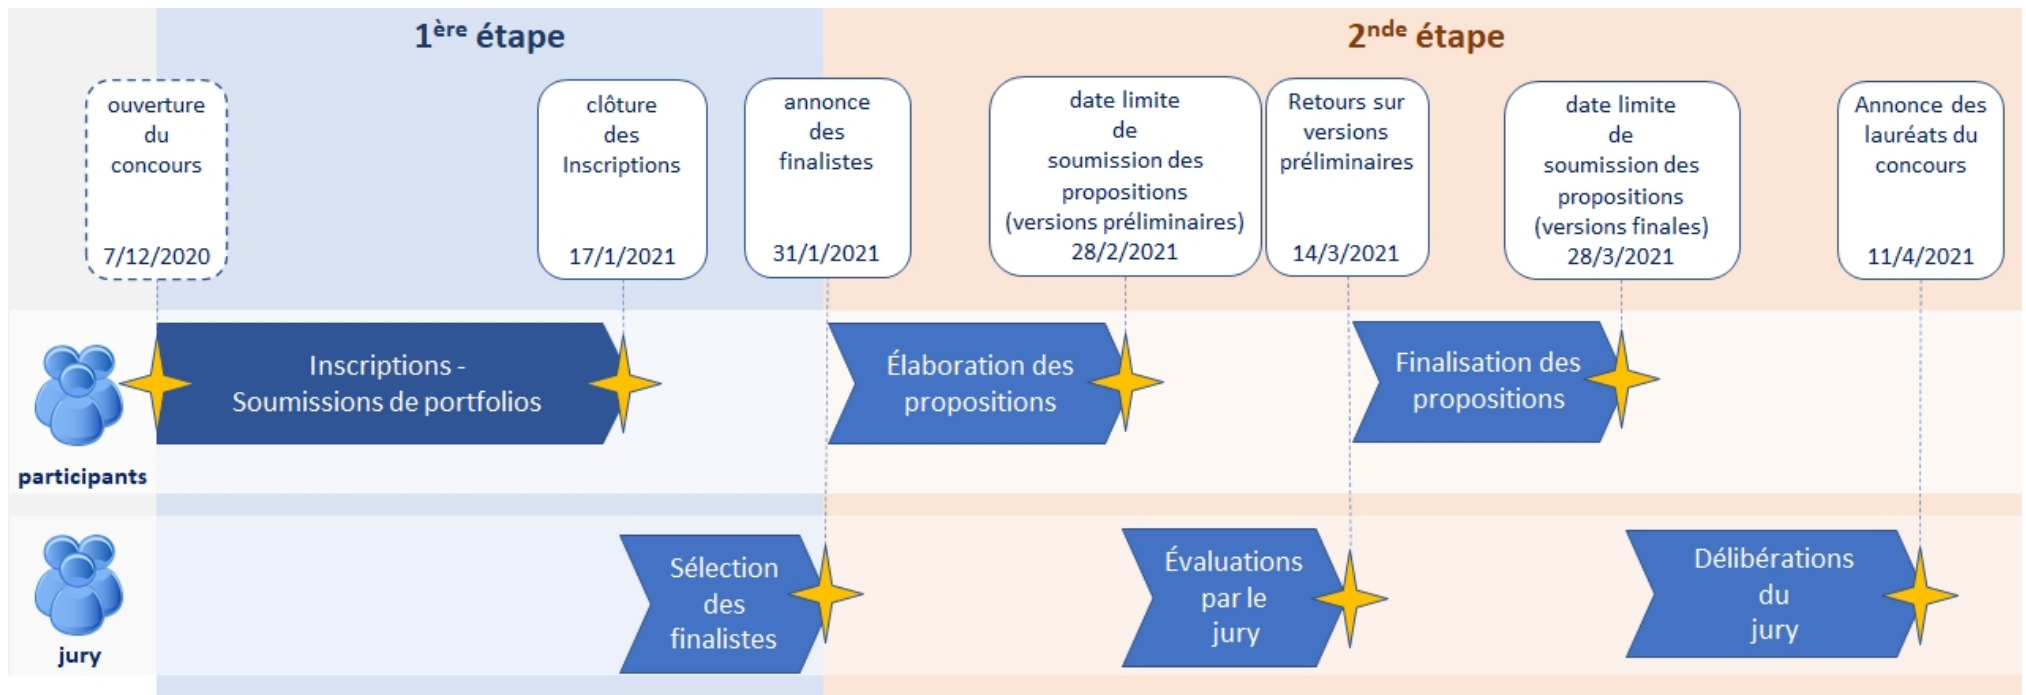 1ère étape
2nde étape
ouverture
du
concours
7/12/2020
clôture
des
Inscriptions
17/1/2021
annonce
des
finalistes
31/1/2021
date limite
de
soumission des
propositions
(versions préliminaires)
28/2/2021
Retours sur
versions
préliminaires
14/3/2021
date limite
de
soumission des
propositions
(versions finales)
28/3/2021
Annonce des
lauréats du
concours
11/4/2021
participants
Inscriptions -
Soumissions de portfolios
Élaboration des
propositions
Finalisation des
propositions
jury
Sélection
des
finalistes
Évaluations
par le
jury
Délibérations
du
jury